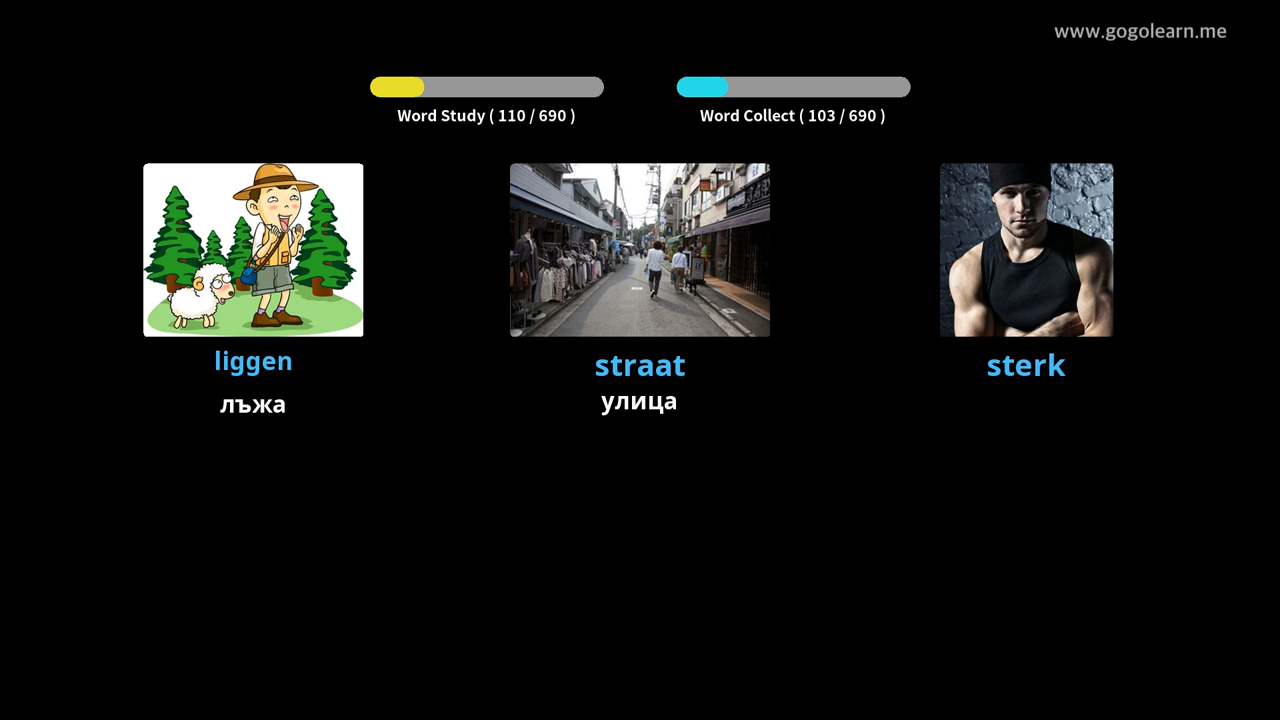 www.gogolearn.me
Word Study ( 110 / 690 )
Word Collect ( 103 / 690 )
liggen
лъжа
straat
улица
sterk